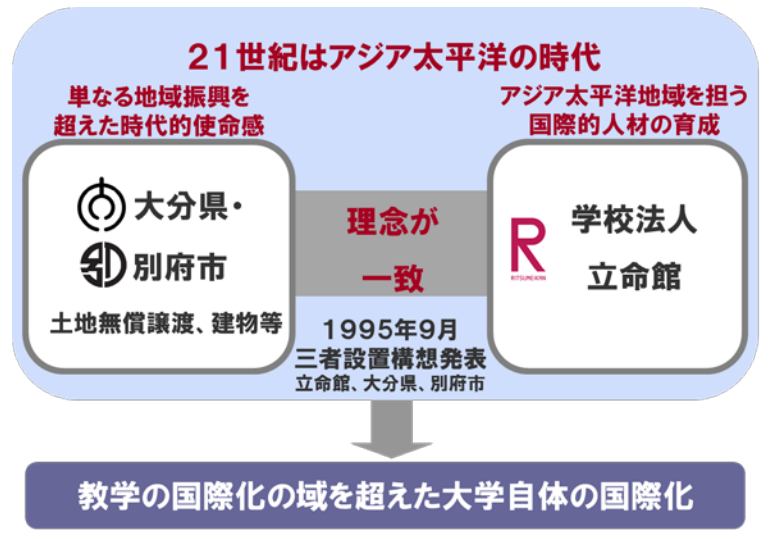 21世紀はアジア太平洋の時代
単なる地域振興を
超えた時代的使命感
アジア太平洋地域を担う
国際的人材の育成
大分県・
別府市
土地無償譲渡、建物等
理念が
一致
1995年9月
三者設置構想発表
立命館、大分県、別府市
R
RITSUMEIKAN
学校法人
立命館
教学の国際化の域を超えた大学自体の国際化